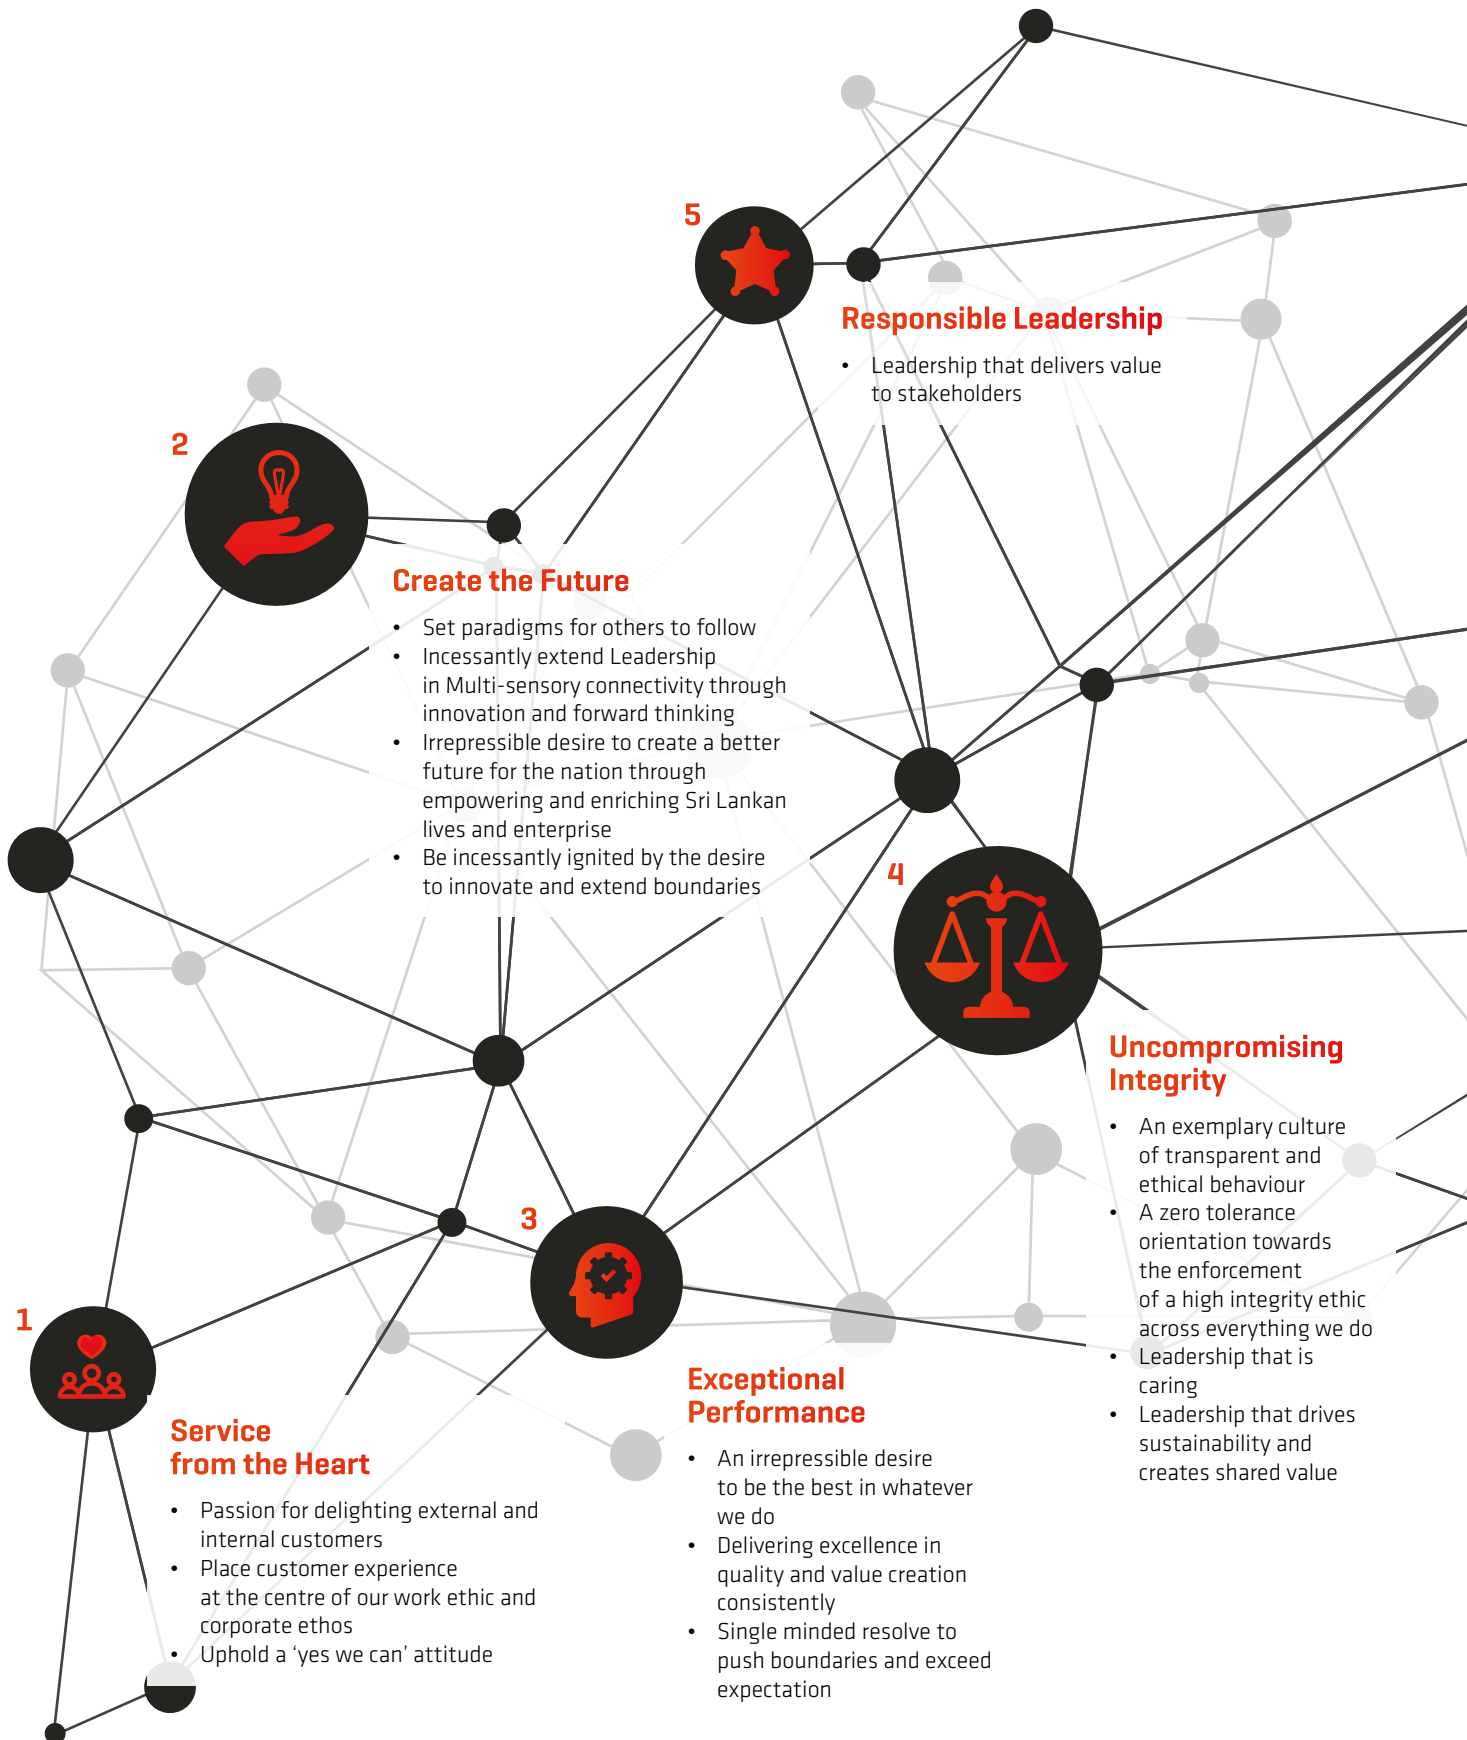 5
Responsible Leadership
• Leadership that delivers value
to stakeholders
2
Create the Future
• Set paradigms for others to follow
• Incessantly extend Leadership
in Multi-sensory connectivity through
innovation and forward thinking
• Irrepressible desire to create a better
future for the nation through
empowering and enriching Sri Lankan
lives and enterprise
• Be incessantly ignited by the desire
to innovate and extend boundaries
4
Uncompromising
Integrity
• An exemplary culture
of transparent and
ethical behaviour
• A zero tolerance
orientation towards
the enforcement
of a high integrity ethic
across everything we do
• Leadership that is
caring
• Leadership that drives
sustainability and
creates shared value
3
Exceptional
Performance
• An irrepressible desire
to be the best in whatever
we do
• Delivering excellence in
quality and value creation
consistently
• Single minded resolve to
push boundaries and exceed
expectation
1
Service
from the Heart
• Passion for delighting external and
internal customers
• Place customer experience
at the centre of our work ethic and
corporate ethos
• Uphold a ‘yes we can’ attitude